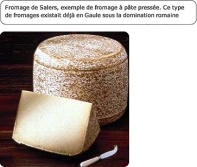 Fromage de Salers, exemple de fromage à pâte pressée. Ce type
de fromages existait déjà en Gaule sous la domination romaine